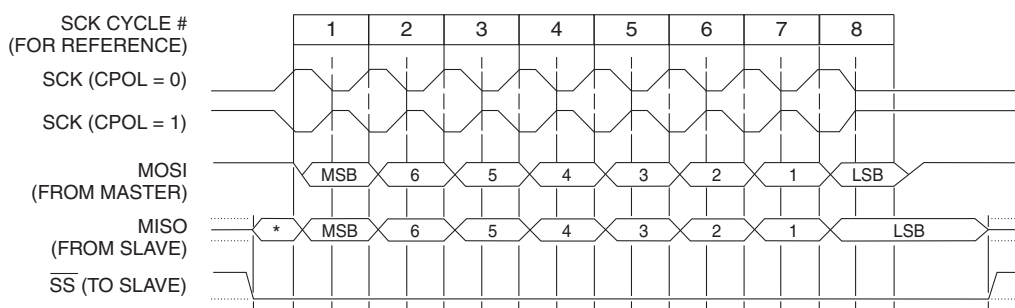 SCK CYCLE #
(FOR REFERENCE)
1 2 3 4 5 6 7 8
SCK (CPOL = 0)
SCK (CPOL = 1)
MOSI
(FROM MASTER)
MSB 6 5 4 3 2 1 LSB
MISO
(FROM SLAVE)
* MSB 6 5 4 3 2 1 LSB
S̅S̅ (TO SLAVE)